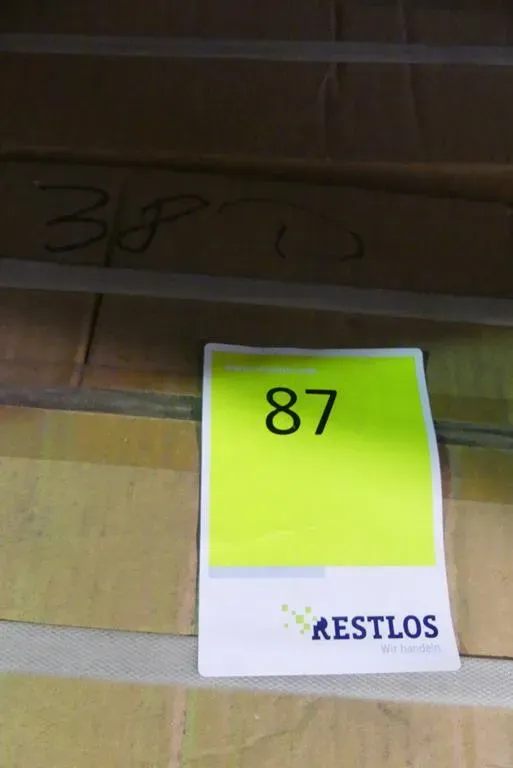 38
87
RESTLOS
Wir handeln.